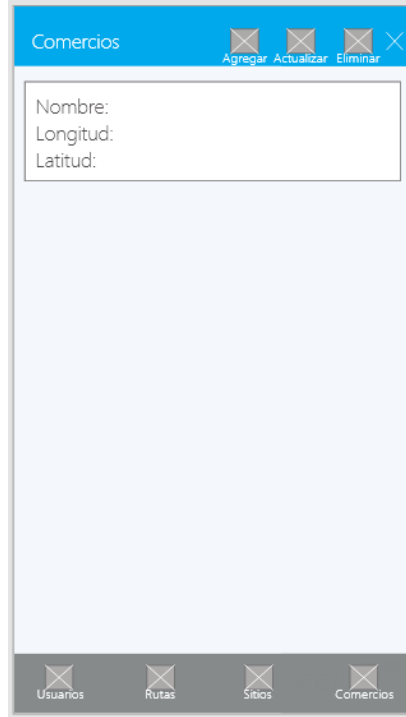 Comercios
Agregar Actualizar Eliminar
Nombre:
Longitud:
Latitud:
Usuarios Rutas Sitios Comercios